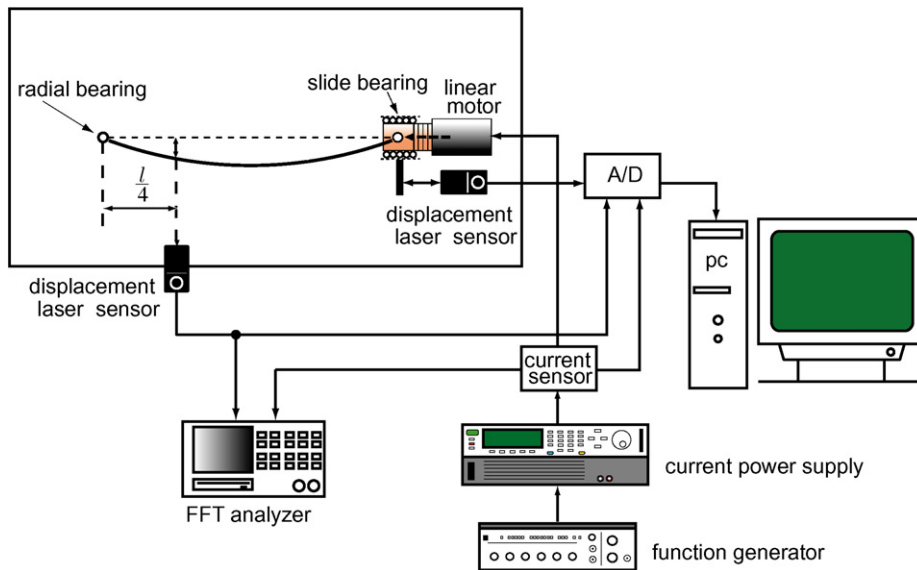 radial bearing
slide bearing
linear
motor
l
4
A/D
displacement
laser sensor
displacement
laser sensor
pc
current
sensor
current power supply
FFT analyzer
function generator